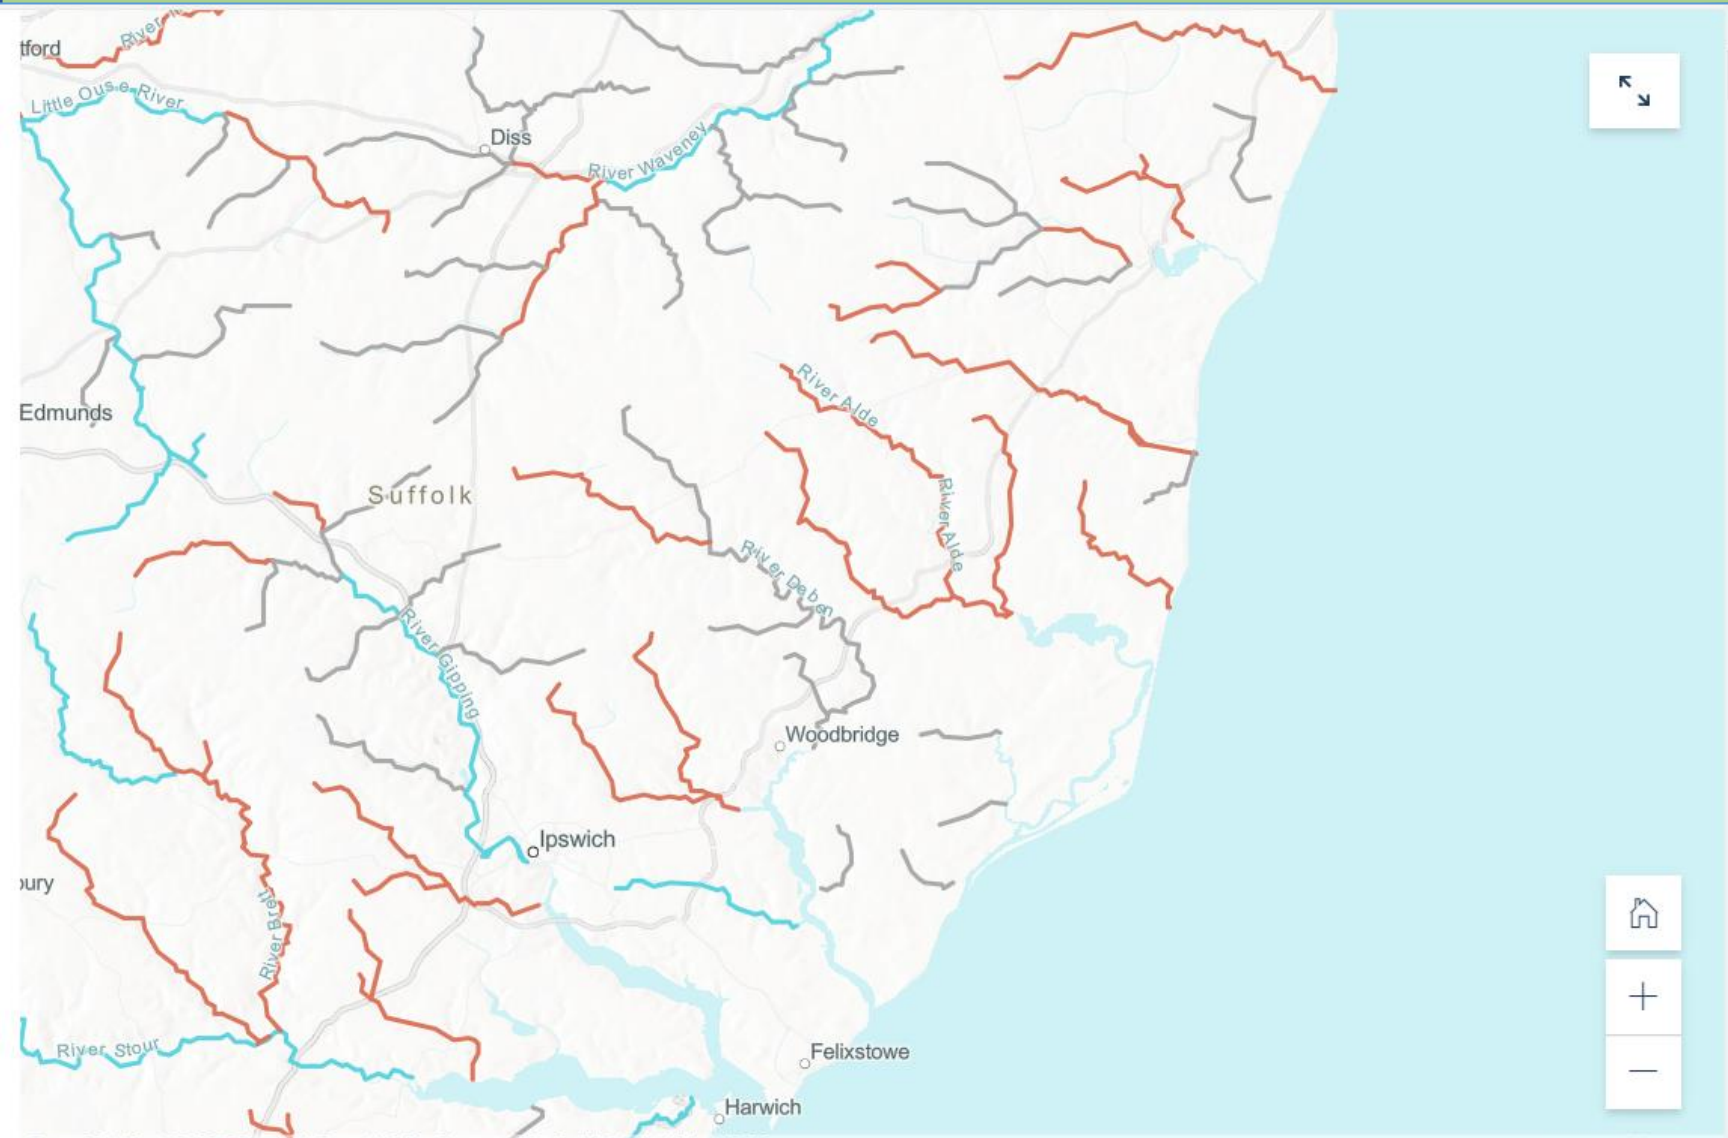 River
tford
Little Ouse River
Diss
River Waveney
River Alde
Edmunds
Suffolk
River Alde
River Deben
River Gipping
Woodbridge
Ipswich
bury
River Brett
River Stour
Felixstowe
Harwich